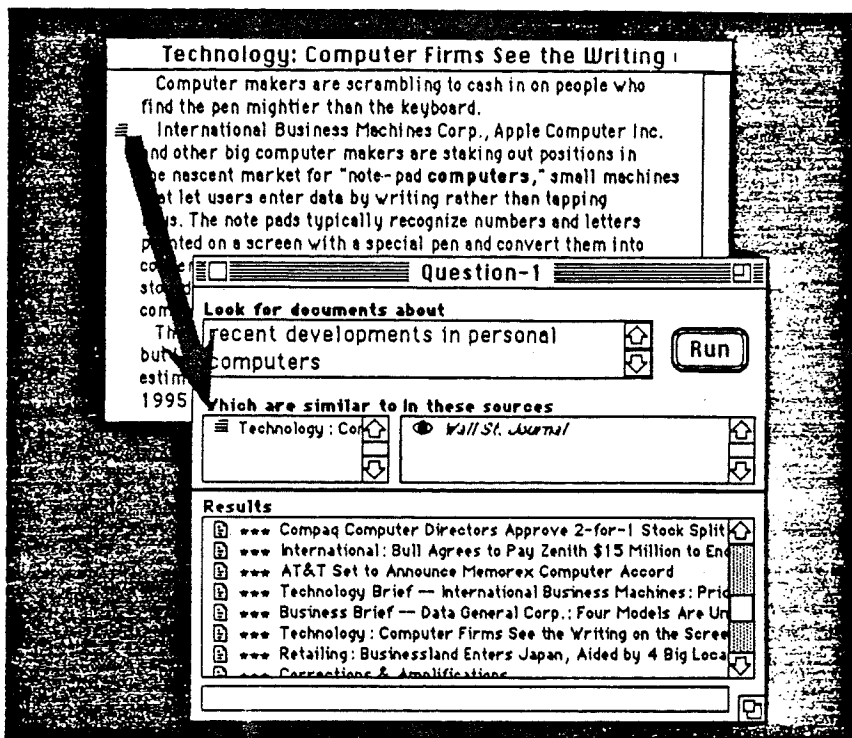 Technology: Computer Firms See the Writing
Computer makers are scrambling to cash in on people who
find the pen mightier than the keyboard.
International Business Machines Corp., Apple Computer Inc.
and other big computer makers are staking out positions in
the nascent market for "note-pad computers," small machines
that let users enter data by writing rather than tapping
. The note pads typically recognize numbers and letters
printed on a screen with a special pen and convert them into
1995
Question-1
Look for documents about
recent developments in personal
computers
Run
Which are similar to In these sources
Technology : Com
Wall St. Journal
Results
*** Compaq Computer Directors Approve 2-for-1 Stock Split
*** International: Bull Agrees to Pay Zenith $15 Million to End
*** AT&T Set to Announce Memorex Computer Accord
*** Technology Brief -- International Business Machines: Pric
*** Business Brief -- Data General Corp.: Four Models Are Un
*** Technology: Computer Firms See the Writing on the Scree
*** Retailing: Businessland Enters Japan, Aided by 4 Big Loca
*** Corrections & Amplifications